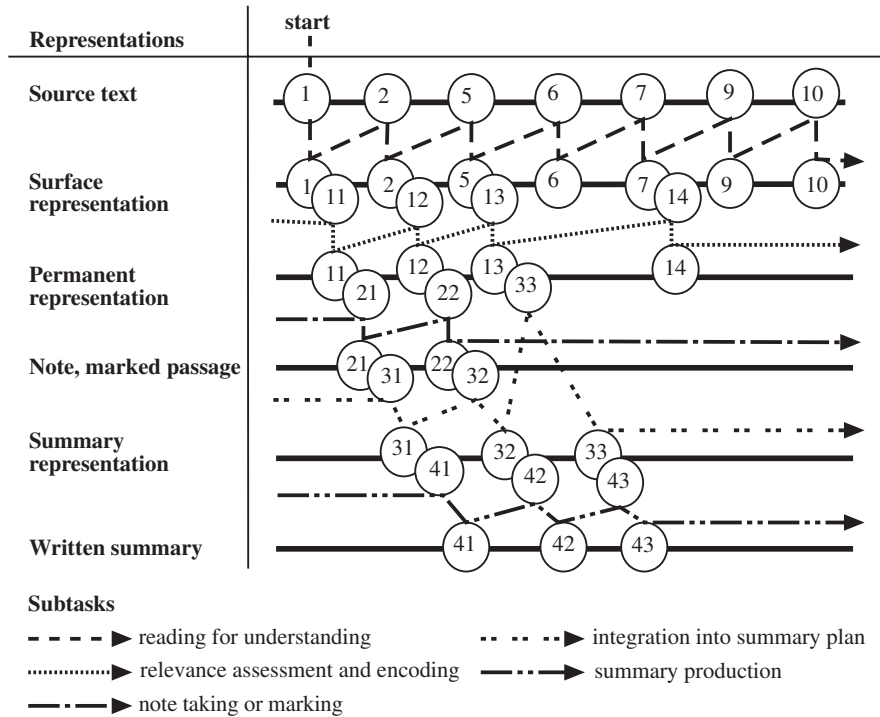 start
Representations
Source text
1 2 5 6 7 9 10
Surface
representation
1 11 2 12 5 13 6 7 14 9 10
Permanent
representation
11 21 12 22 13 33 14
Note, marked passage
21 31 22 32
Summary
representation
31 41 32 42 33 43
Written summary
41 42 43
Subtasks
reading for understanding
integration into summary plan
relevance assessment and encoding
summary production
note taking or marking